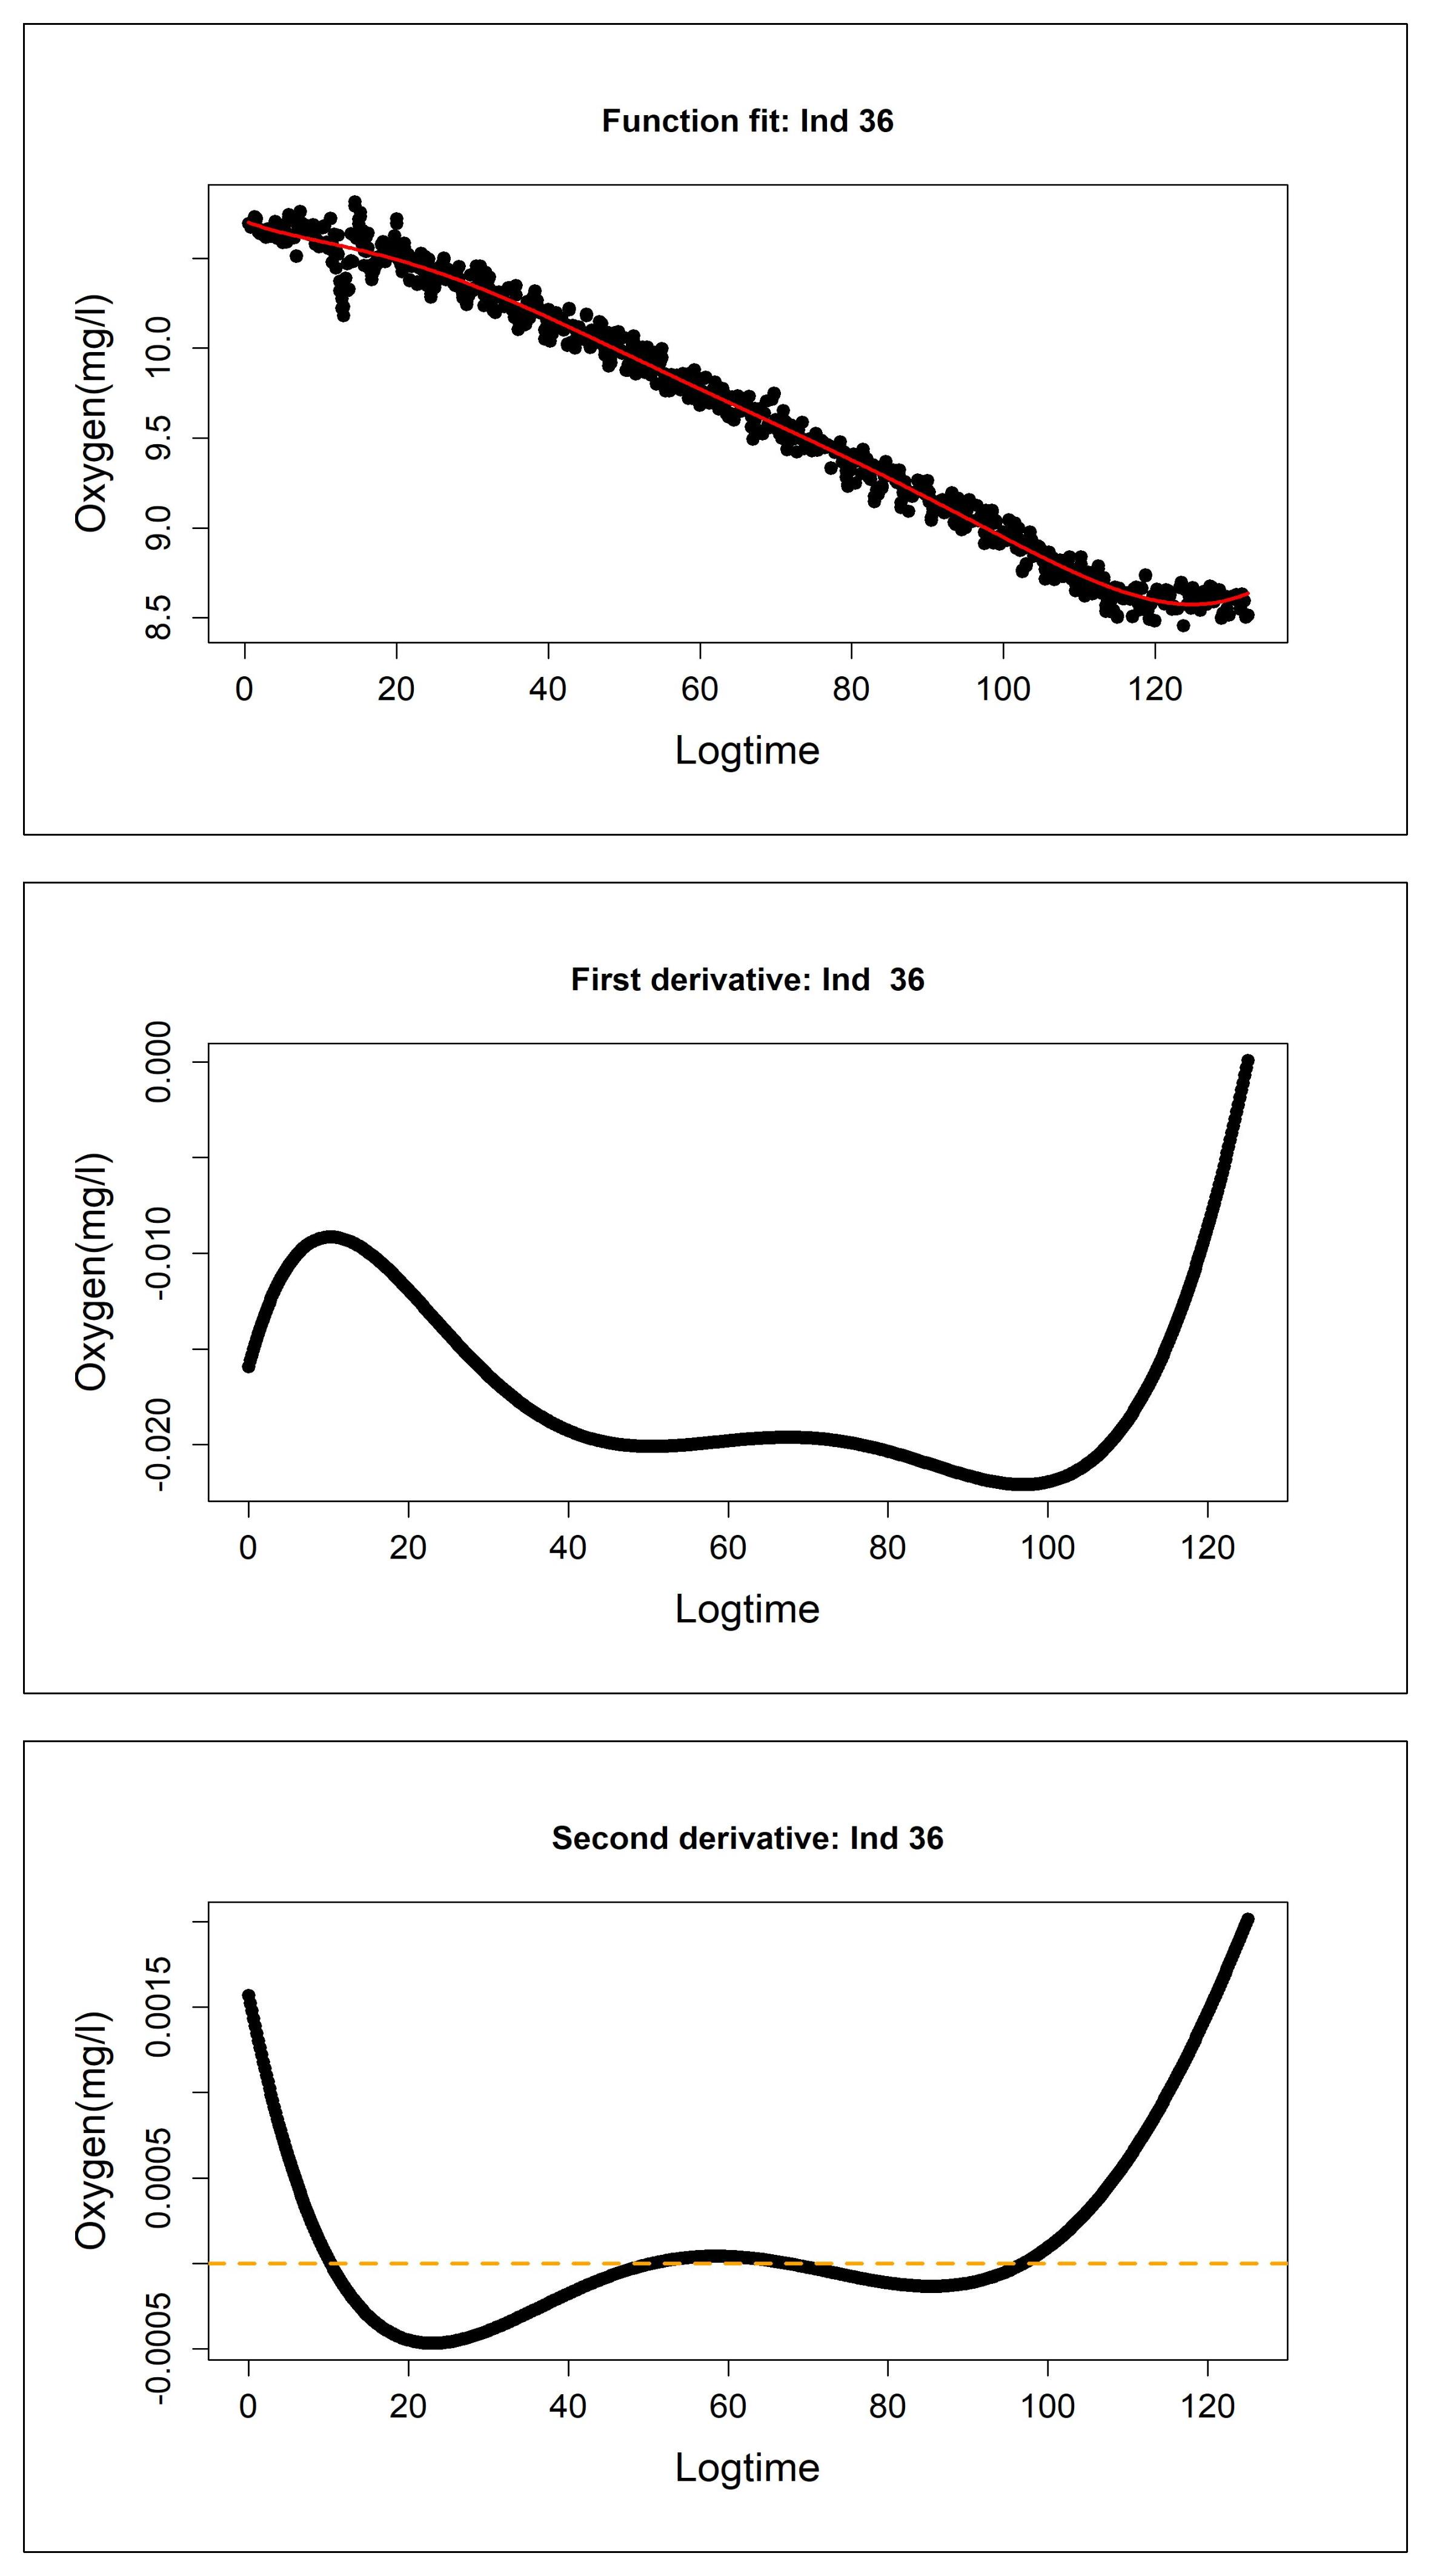 Function fit: Ind 36
Oxygen(mg/l)
10.0
9.5
9.0
8.5
0 20 40 60 80 100 120
Logtime
First derivative: Ind  36
Oxygen(mg/l)
0.000
-0.010
-0.020
0 20 40 60 80 100 120
Logtime
Second derivative: Ind 36
Oxygen(mg/l)
0.0015
0.0005
-0.0005
0 20 40 60 80 100 120
Logtime